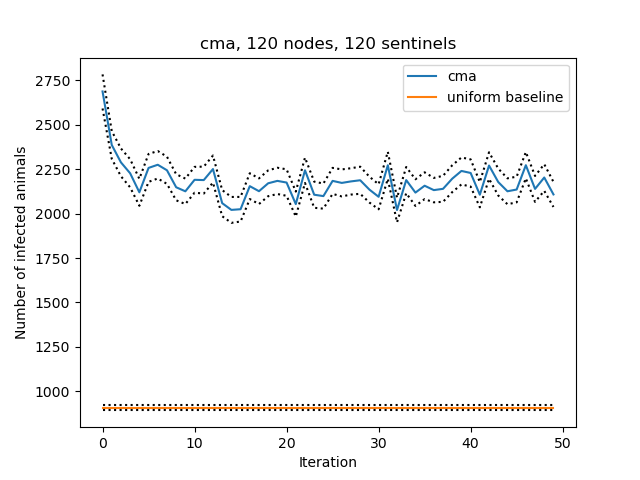 cma, 120 nodes, 120 sentinels
cma
uniform baseline
Number of infected animals
2750
2500
2250
2000
1750
1500
1250
1000
0 10 20 30 40 50
Iteration